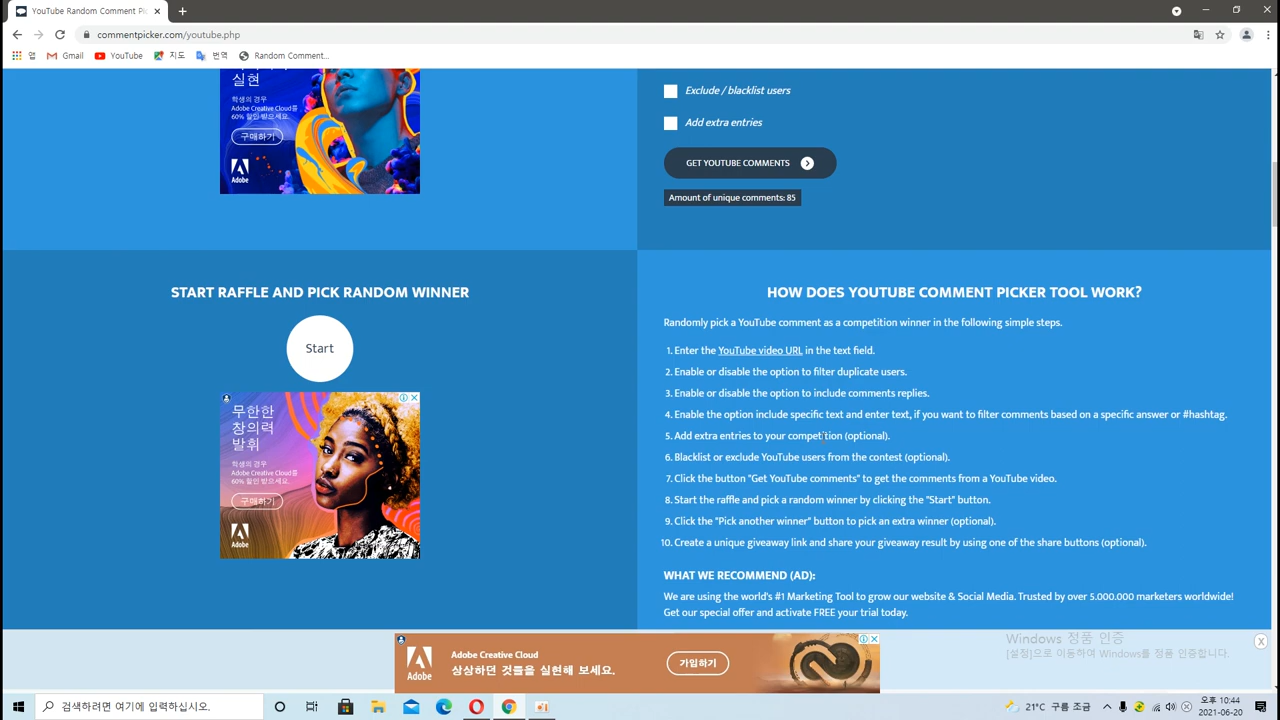 YouTube Random Comment Pic
commentpicker.com/youtube.php
앱
Gmail
YouTube
지도
번역
Random Comment...
실현
학생의 경우
Adobe Creative Cloud를
60% 할인 받으세요.
구매하기
Adobe
Exclude / blacklist users
Add extra entries
GET YOUTUBE COMMENTS
Amount of unique comments: 85
START RAFFLE AND PICK RANDOM WINNER
Start
무한한
창의력
발휘
학생의 경우
Adobe Creative Cloud를
60% 할인 받으세요.
구매하기
Adobe
HOW DOES YOUTUBE COMMENT PICKER TOOL WORK?
Randomly pick a YouTube comment as a competition winner in the following simple steps.
1. Enter the YouTube video URL in the text field.
2. Enable or disable the option to filter duplicate users.
3. Enable or disable the option to include comments replies.
4. Enable the option include specific text and enter text, if you want to filter comments based on a specific answer or #hashtag.
5. Add extra entries to your competition (optional).
6. Blacklist or exclude YouTube users from the contest (optional).
7. Click the button "Get YouTube comments" to get the comments from a YouTube video.
8. Start the raffle and pick a random winner by clicking the "Start" button.
9. Click the "Pick another winner" button to pick an extra winner (optional).
10. Create a unique giveaway link and share your giveaway result by using one of the share buttons (optional).
WHAT WE RECOMMEND (AD):
We are using the world's #1 Marketing Tool to grow our website & Social Media. Trusted by over 5.000.000 marketers worldwide!
Get our special offer and activate FREE your trial today.
Adobe
Adobe Creative Cloud
상상하던 것들을 실현해 보세요.
가입하기
Windows 정품 인증
[설정]으로 이동하여 Windows를 정품 인증합니다.
X
검색하려면 여기에 입력하십시오.
21°C 구름 조금
오후 10:44
2021-06-20